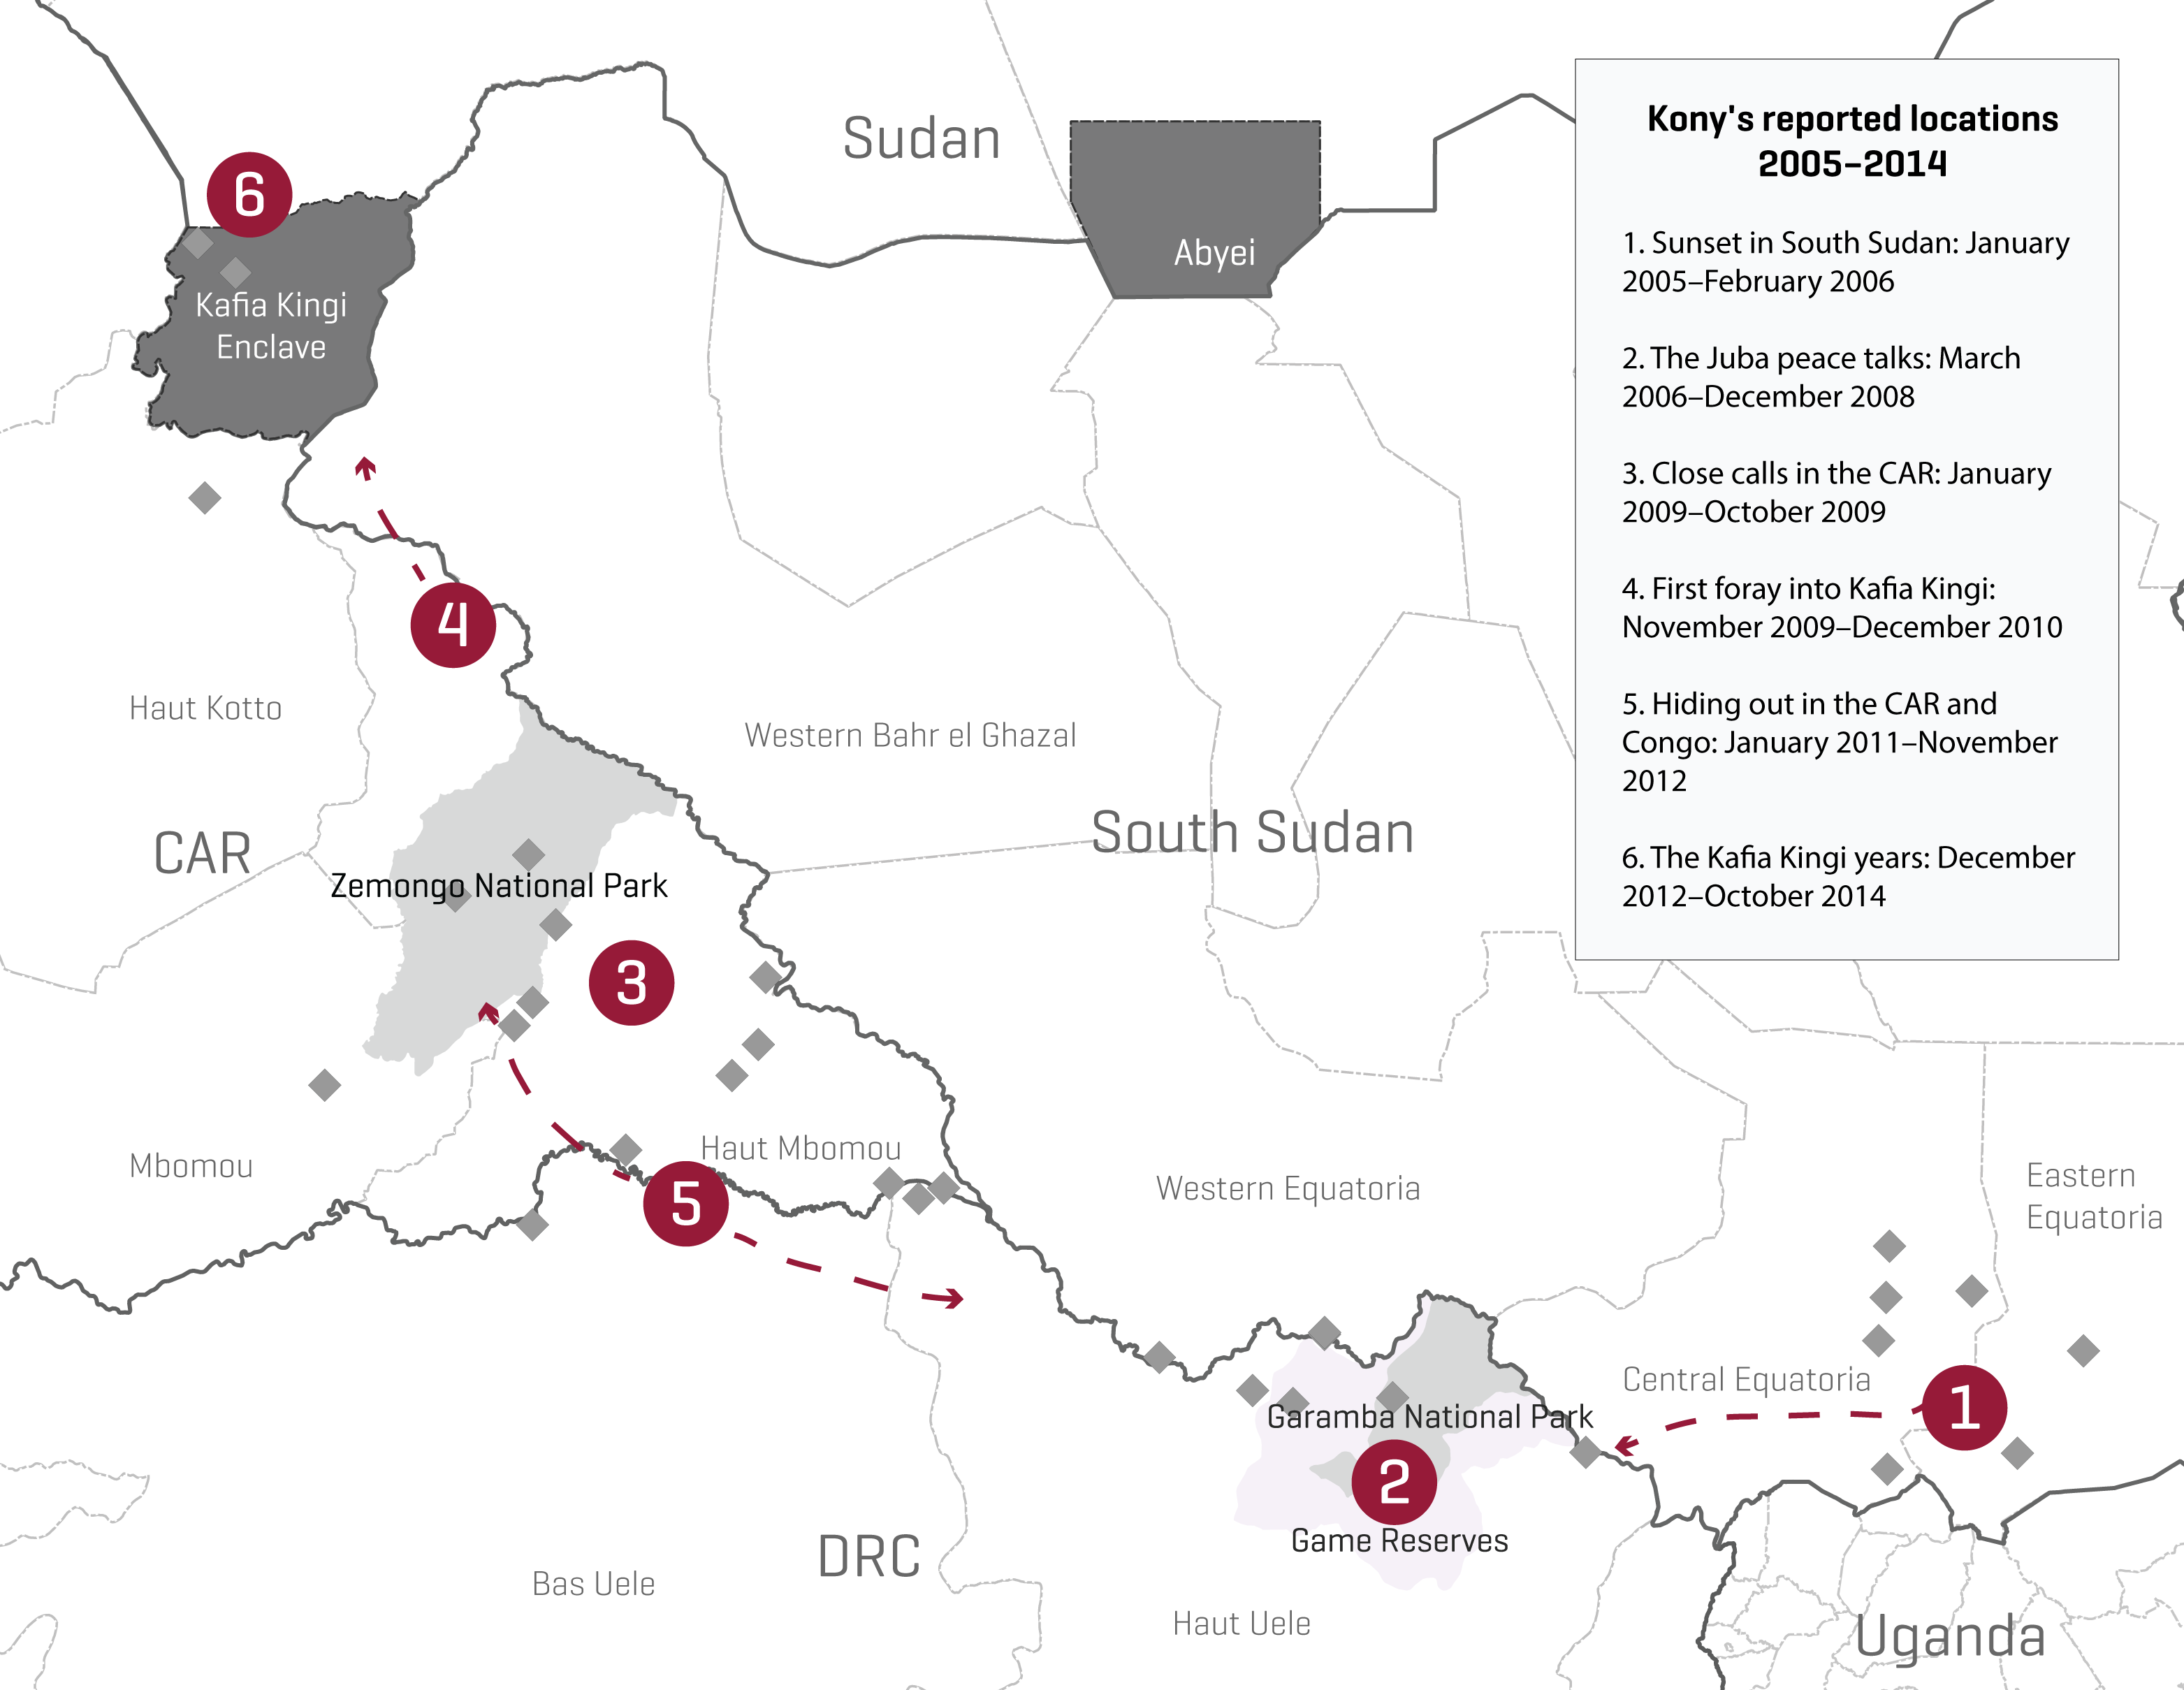 Sudan
Abyei
6
Kafia Kingi
Enclave
4
Haut Kotto
Western Bahr el Ghazal
CAR
South Sudan
Zemongo National Park
3
Mbomou
Haut Mbomou
5
Western Equatoria
Eastern
Equatoria
Central Equatoria
1
Garamba National Park
2
Game Reserves
DRC
Bas Uele
Haut Uele
Uganda
Kony's reported locations
2005–2014
1. Sunset in South Sudan: January
2005–February 2006
2. The Juba peace talks: March
2006–December 2008
3. Close calls in the CAR: January
2009–October 2009
4. First foray into Kafia Kingi:
November 2009–December 2010
5. Hiding out in the CAR and
Congo: January 2011–November
2012
6. The Kafia Kingi years: December
2012–October 2014